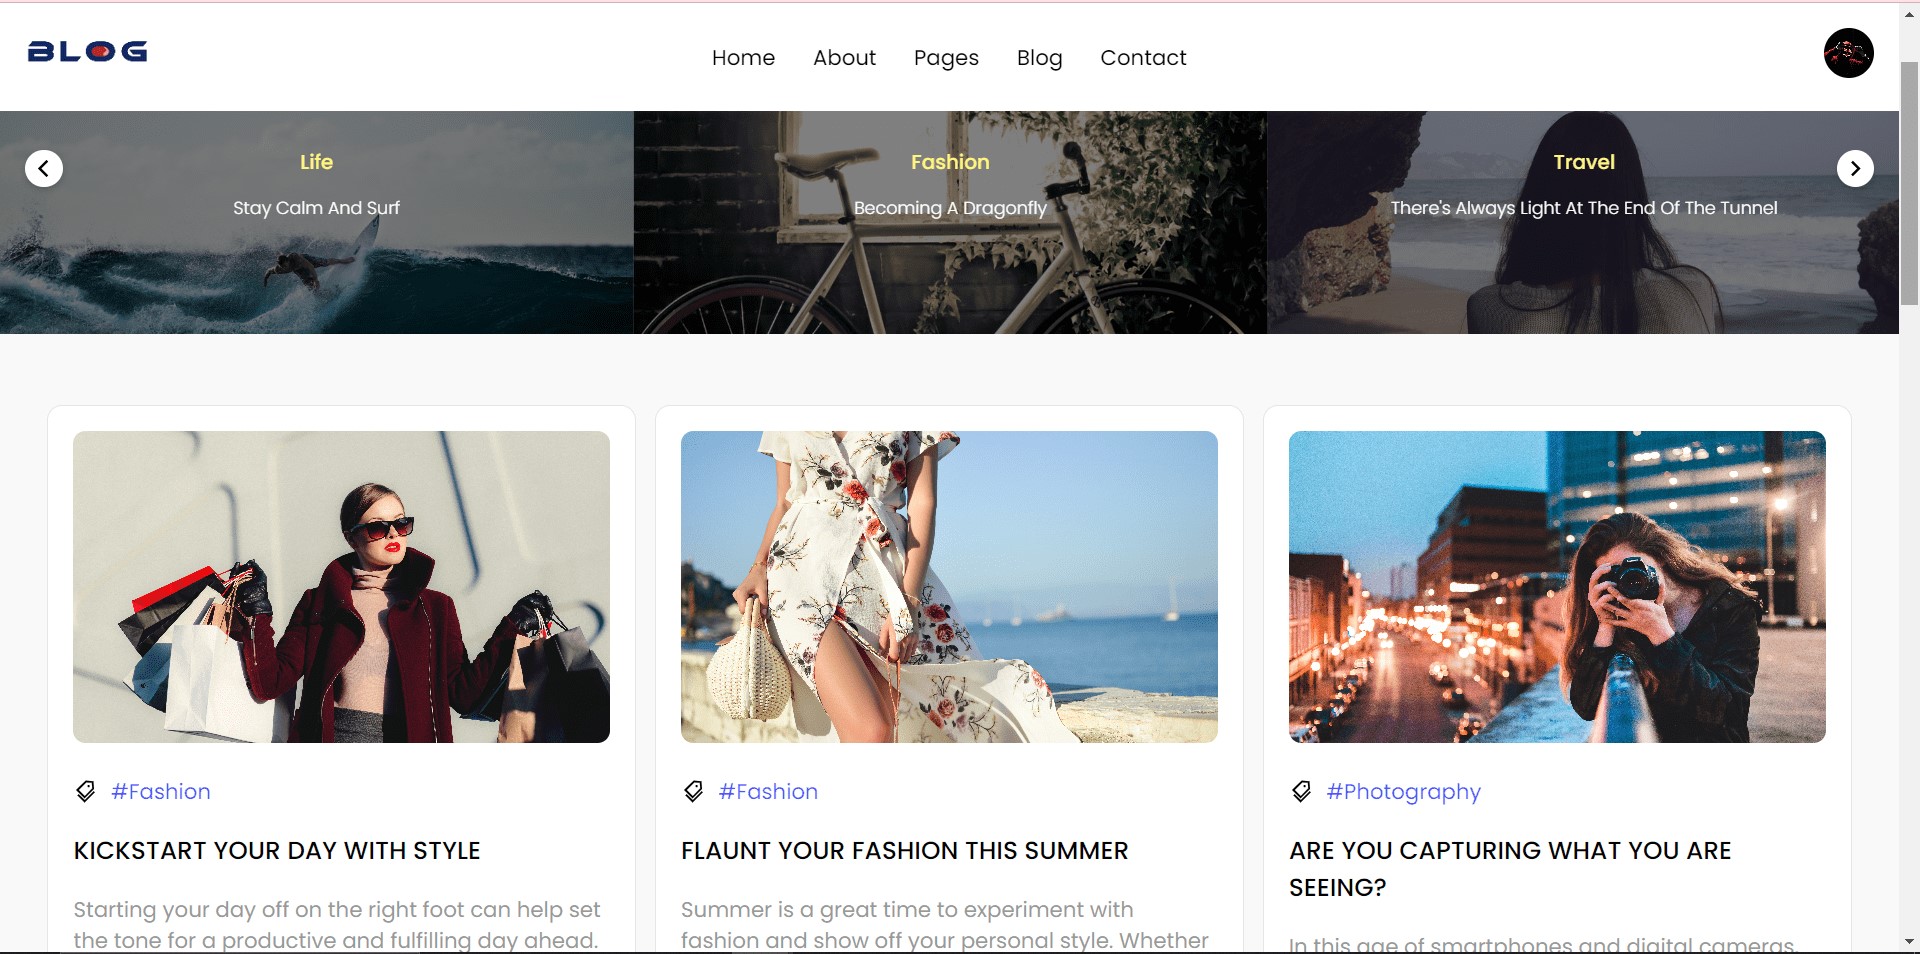 BLOG
Home About Pages Blog Contact
Life
Stay Calm And Surf
Fashion
Becoming A Dragonfly
Travel
There's Always Light At The End Of The Tunnel
#Fashion
KICKSTART YOUR DAY WITH STYLE
Starting your day off on the right foot can help set
the tone for a productive and fulfilling day ahead.
#Fashion
FLAUNT YOUR FASHION THIS SUMMER
Summer is a great time to experiment with
fashion and show off your personal style. Whether
#Photography
ARE YOU CAPTURING WHAT YOU ARE
SEEING?
In this age of smartphones and digital cameras,